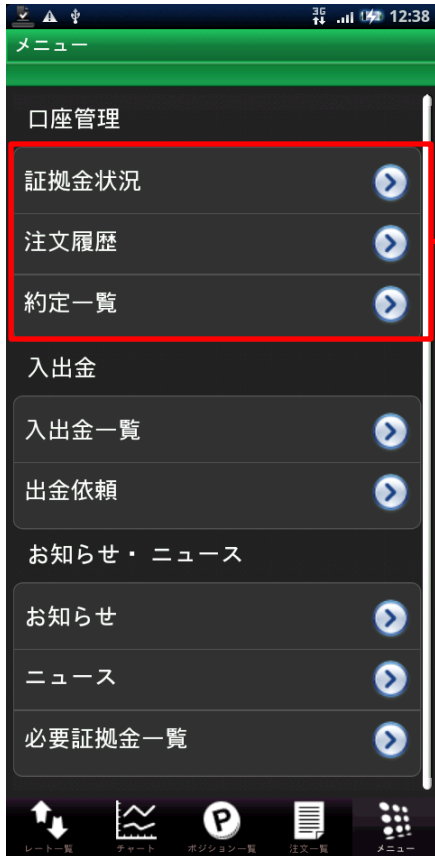 3G 12:38
メニュー
口座管理
証拠金状況
注文履歴
約定一覧
入出金
入出金一覧
出金依頼
お知らせ・ ニュース
お知らせ
ニュース
必要証拠金一覧
レート一覧 チャート ポジション一覧 注文一覧 メニュー